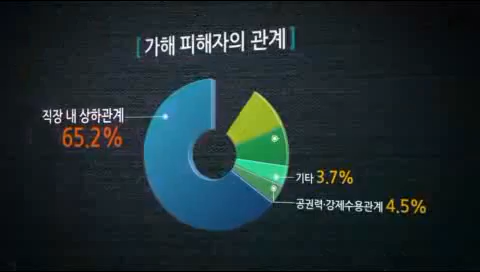 [가해 피해자의 관계]
직장 내 상하관계
65.2%
기타 3.7%
공권력·강제수용관계 4.5%